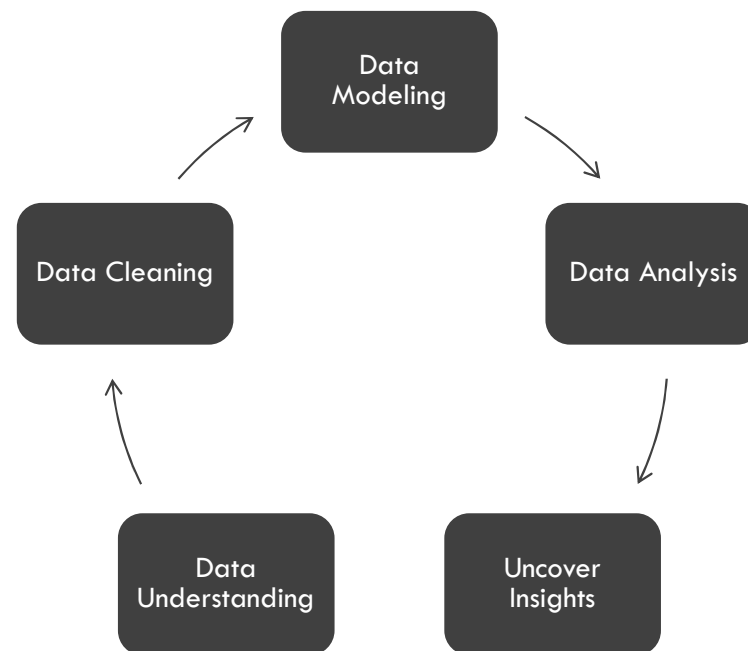 Data
Modeling
Data Cleaning
Data Analysis
Data
Understanding
Uncover
Insights